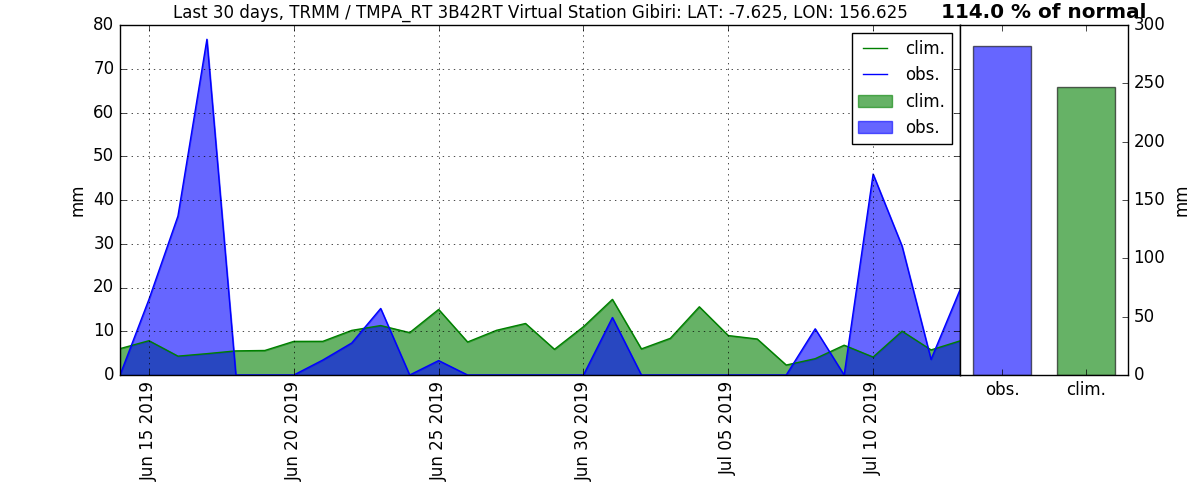 Last 30 days, TRMM / TMPA_RT 3B42RT Virtual Station Gibiri: LAT: -7.625, LON: 156.625
114.0 % of normal
80
70
60
50
40
30
20
10
0
mm
clim.
obs.
clim.
obs.
300
250
200
150
100
50
0
mm
Jun 15 2019
Jun 20 2019
Jun 25 2019
Jun 30 2019
Jul 05 2019
Jul 10 2019
obs.
clim.